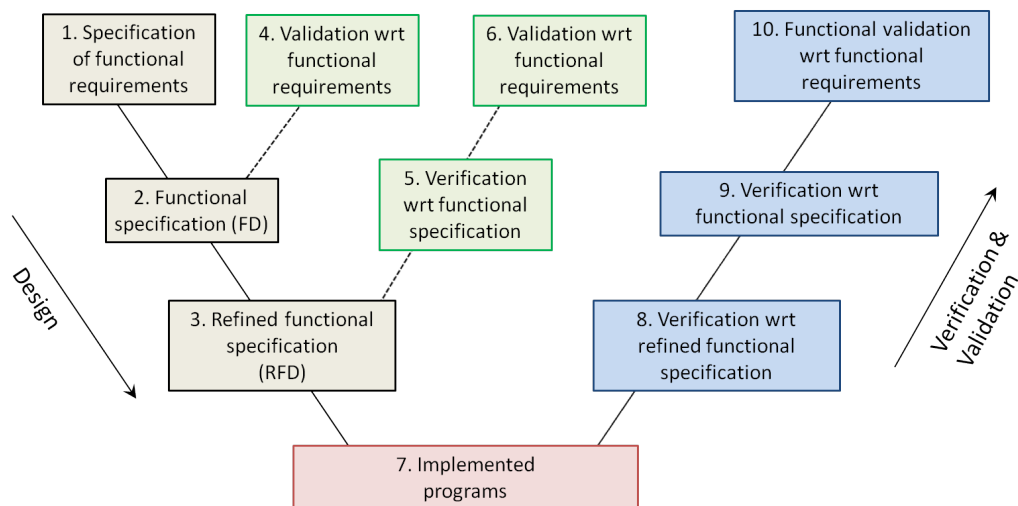 1. Specification
of functional
requirements
4. Validation wrt
functional
requirements
6. Validation wrt
functional
requirements
10. Functional validation
wrt functional
requirements
2. Functional
specification (FD)
5. Verification
wrt functional
specification
9. Verification wrt
functional specification
Design
3. Refined functional
specification
(RFD)
8. Verification wrt
refined functional
specification
Verification &
Validation
7. Implemented
programs